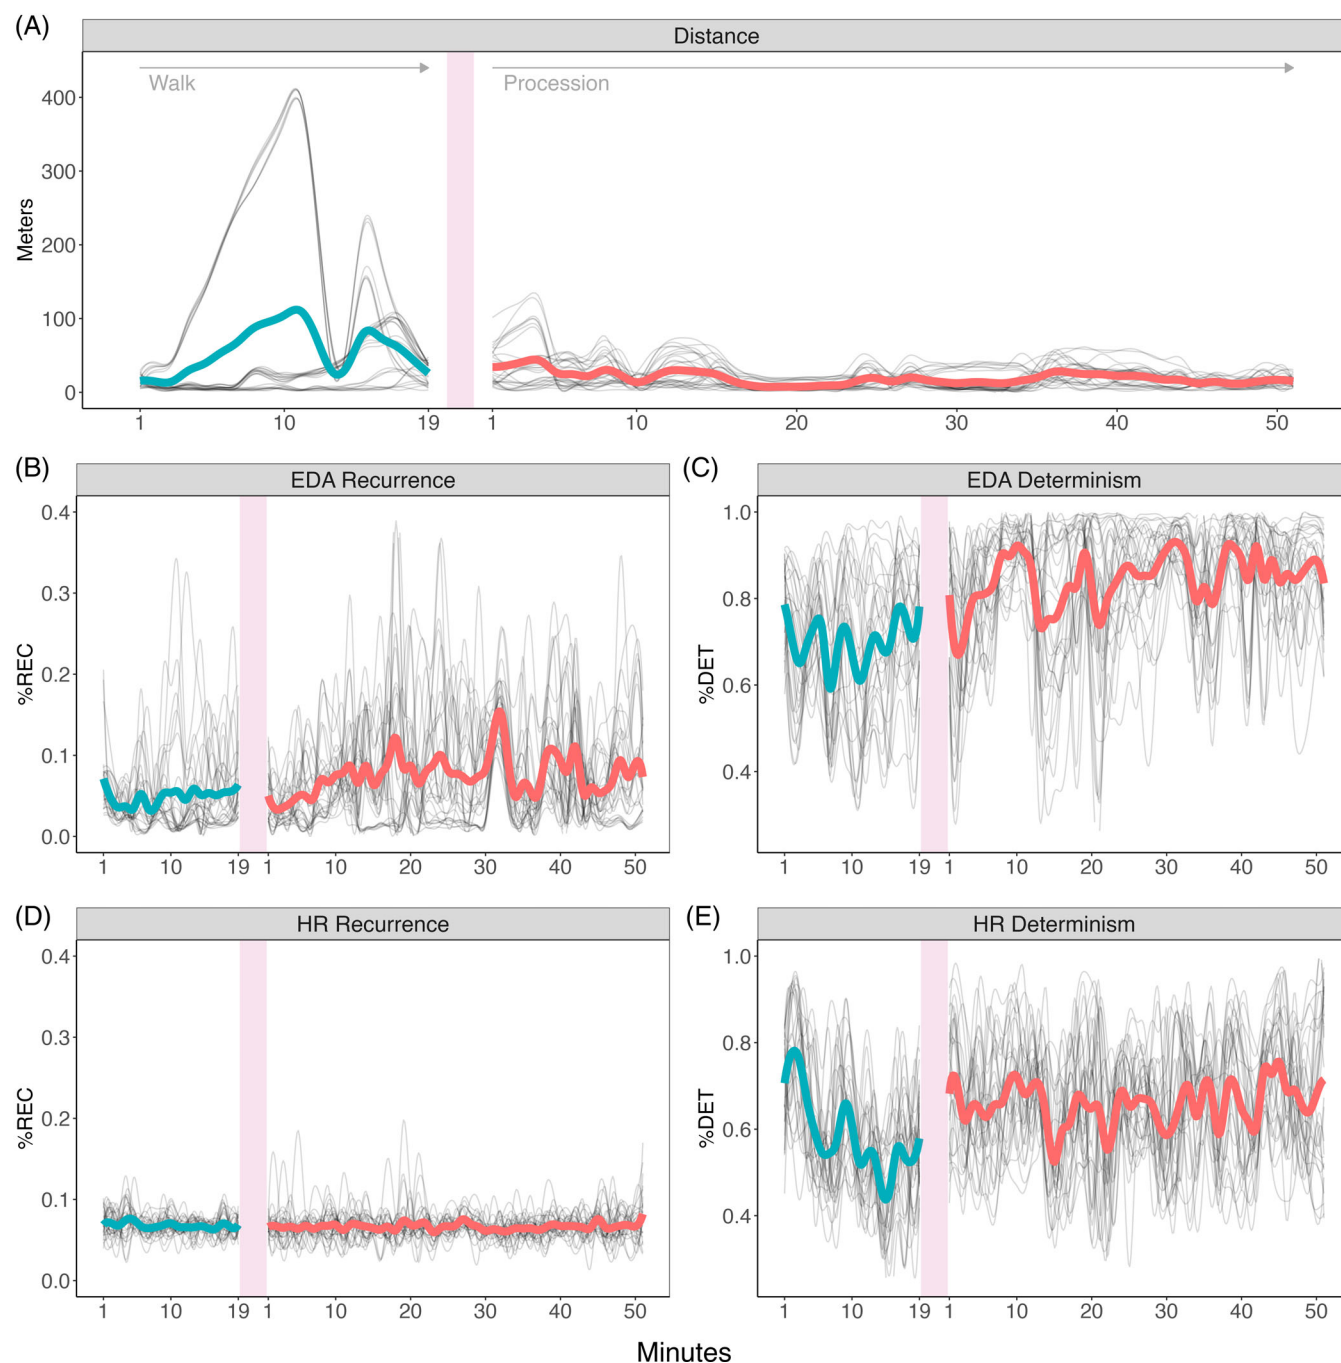 (A)
Distance
Walk
Procession
Meters
400
300
200
100
0
1 10 19 1 10 20 30 40 50
(B)
EDA Recurrence
%REC
0.4
0.3
0.2
0.1
0.0
1 10 19 1 10 20 30 40 50
(C)
EDA Determinism
%DET
1.0
0.8
0.6
0.4
1 10 19 1 10 20 30 40 50
(D)
HR Recurrence
%REC
0.4
0.3
0.2
0.1
0.0
1 10 19 1 10 20 30 40 50
(E)
HR Determinism
%DET
1.0
0.8
0.6
0.4
1 10 19 1 10 20 30 40 50
Minutes